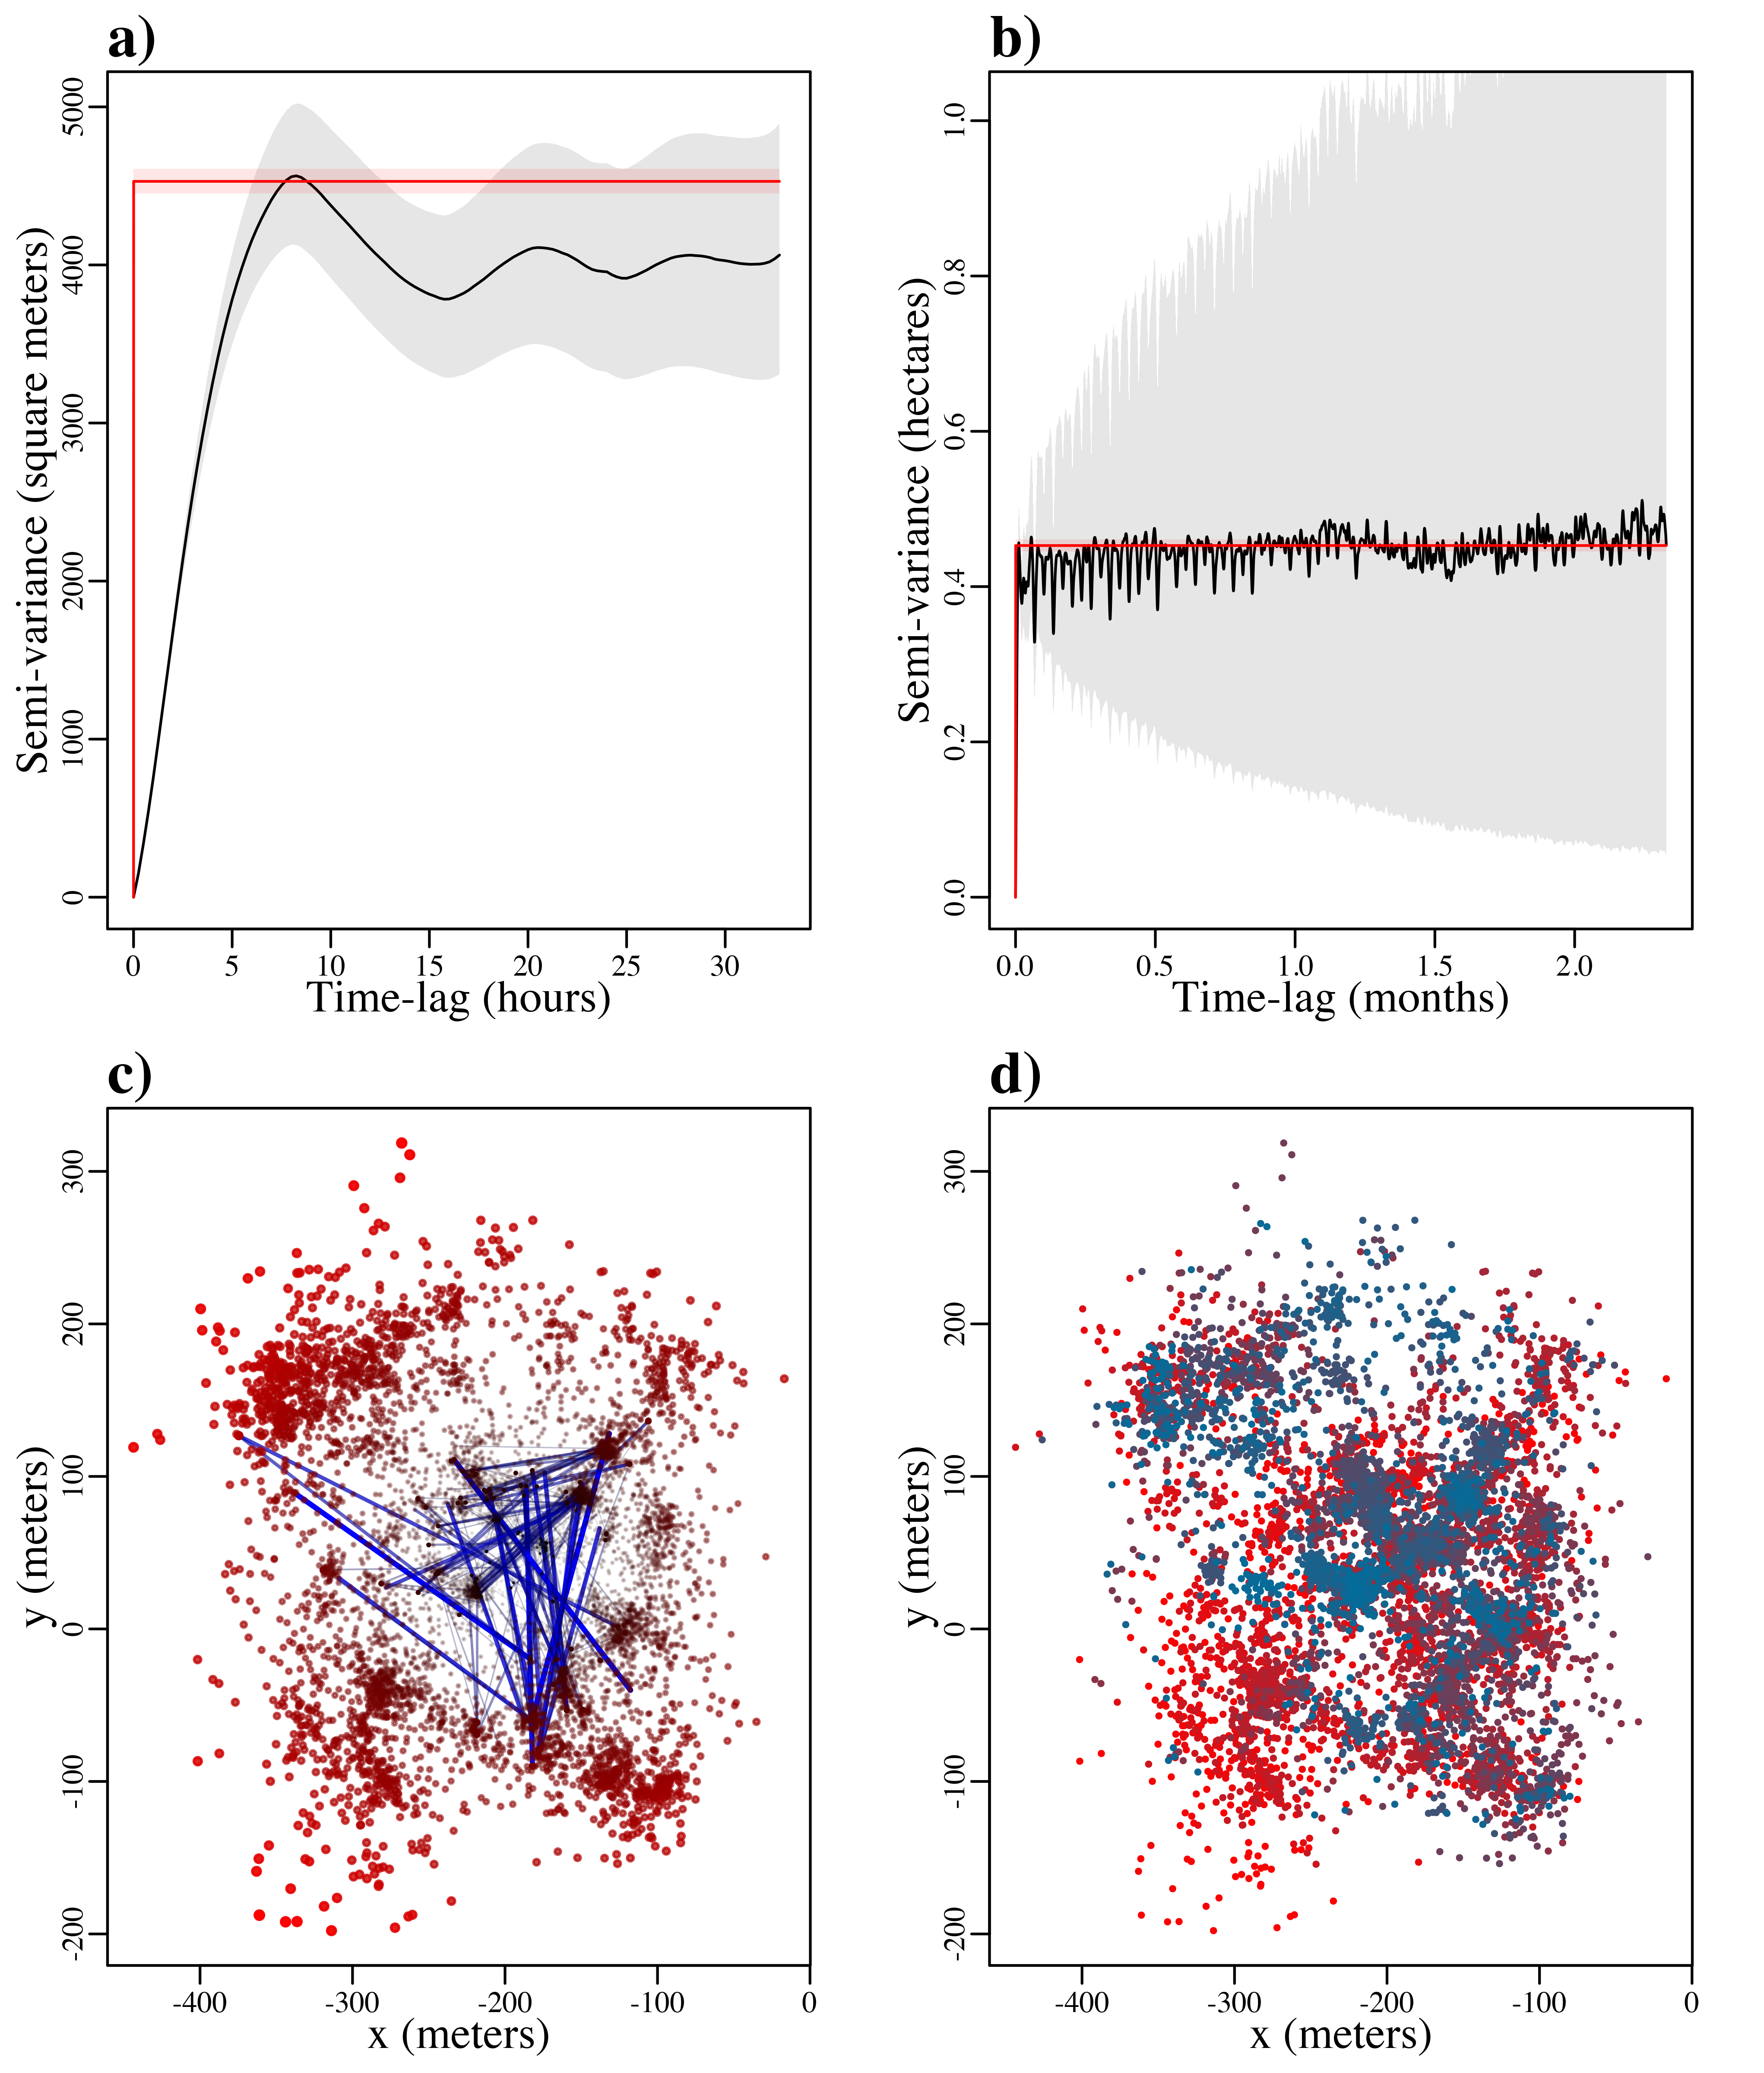 a)
Semi-variance (square meters)
5000
4000
3000
2000
1000
0
0 5 10 15 20 25 30
Time-lag (hours)
b)
Semi-variance (hectares)
1.0
0.8
0.6
0.4
0.2
0.0
0.0 0.5 1.0 1.5 2.0
Time-lag (months)
c)
y (meters)
300
200
100
0
-100
-200
-400 -300 -200 -100 0
x (meters)
d)
y (meters)
300
200
100
0
-100
-200
-400 -300 -200 -100 0
x (meters)